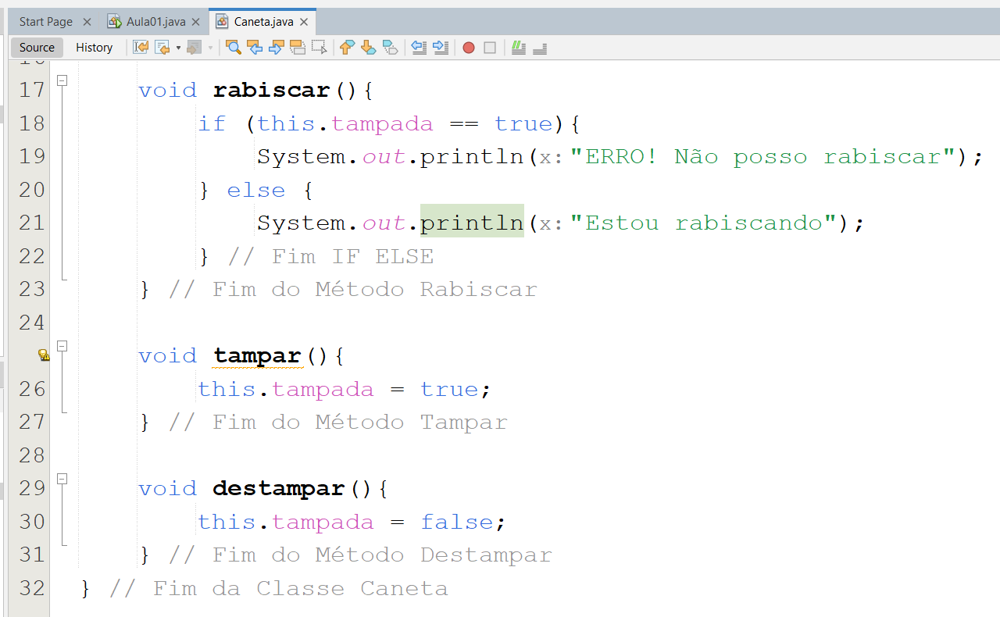 Start Page Aula01.java Caneta.java
Source History
17 void rabiscar(){
18 if (this.tampada == true){
19 System.out.println(x:"ERRO! Não posso rabiscar");
20 } else {
21 System.out.println(x:"Estou rabiscando");
22 } // Fim IF ELSE
23 } // Fim do Método Rabiscar
24
void tampar(){
26 this.tampada = true;
27 } // Fim do Método Tampar
28
29 void destampar(){
30 this.tampada = false;
31 } // Fim do Método Destampar
32 } // Fim da Classe Caneta